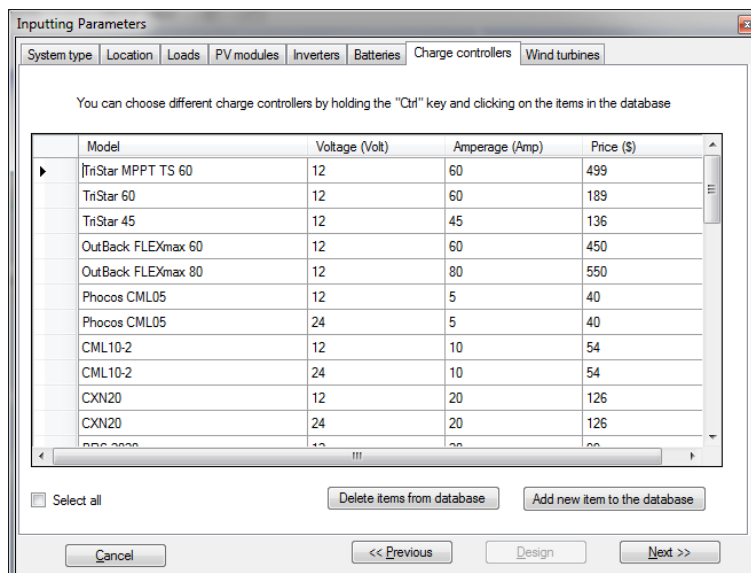 Inputting Parameters
System type Location Loads PV modules Inverters Batteries Charge controllers Wind turbines
You can choose different charge controllers by holding the "Ctrl" key and clicking on the items in the database
Model Voltage (Volt) Amperage (Amp) Price ($)
TriStar MPPT TS 60 12 60 499
TriStar 60 12 60 189
TriStar 45 12 45 136
OutBack FLEXmax 60 12 60 450
OutBack FLEXmax 80 12 80 550
Phocos CML05 12 5 40
Phocos CML05 24 5 40
CML10-2 12 10 54
CML10-2 24 10 54
CXN20 12 20 126
CXN20 24 20 126
Select all Delete items from database Add new item to the database
Cancel << Previous Design Next >>